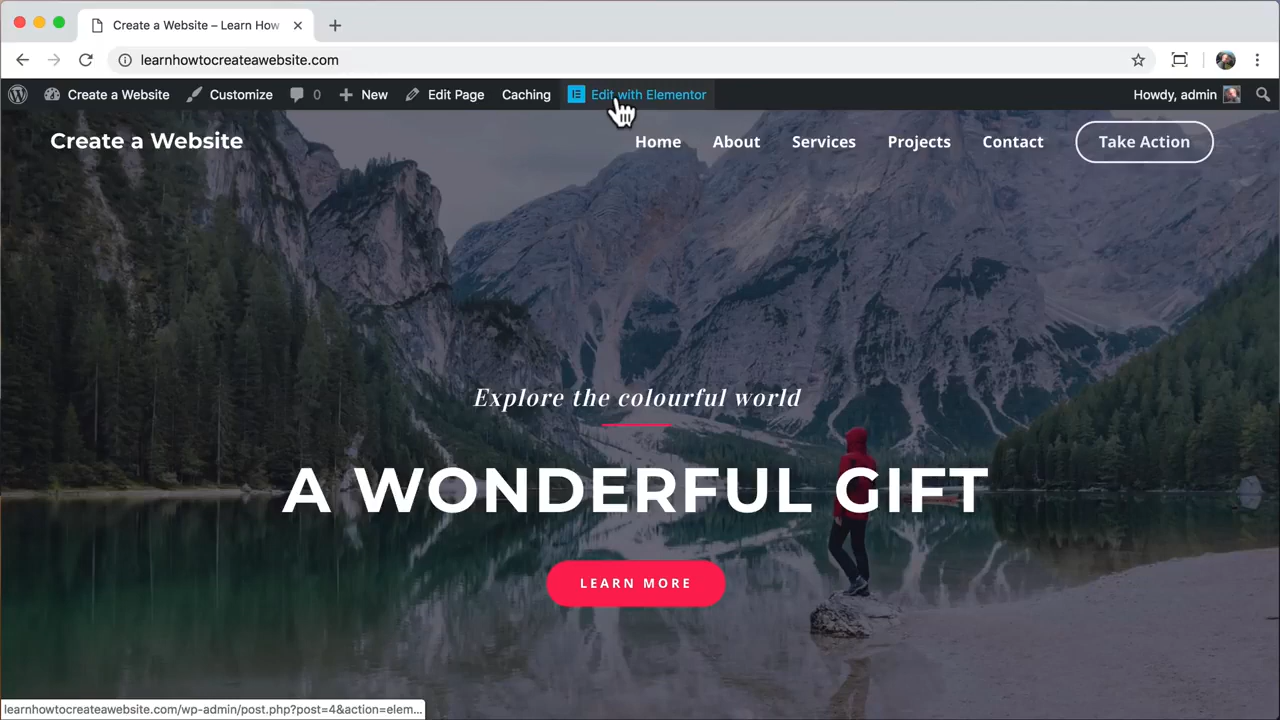 Create a Website – Learn How
learnhowtocreateawebsite.com
Create a Website Customize 0 New Edit Page Caching Edit with Elementor Howdy, admin
Create a Website Home About Services Projects Contact Take Action
Explore the colourful world
A WONDERFUL GIFT
LEARN MORE
learnhowtocreateawebsite.com/wp-admin/post.php?post=4&action=elem...